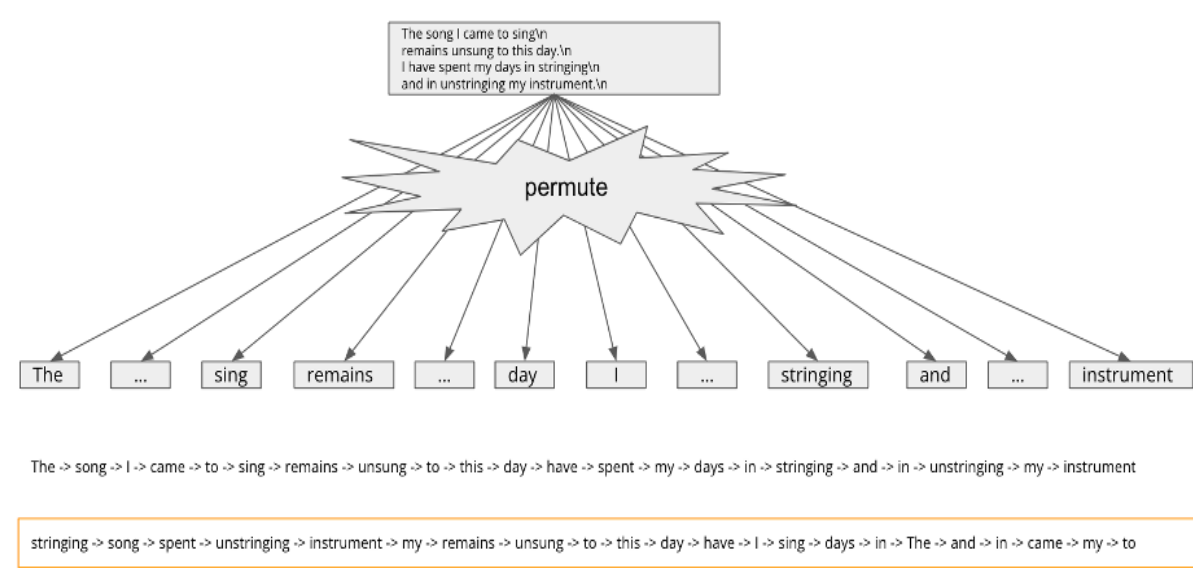 The song I came to sing\n
remains unsung to this day.\n
I have spent my days in stringing\n
and in unstringing my instrument.\n
permute
The ... sing remains ... day I ... stringing and ... instrument
The -> song -> I -> came -> to -> sing -> remains -> unsung -> to -> this -> day -> have -> spent -> my -> days -> in -> stringing -> and -> in -> unstringing -> my -> instrument
stringing -> song -> spent -> unstringing -> instrument -> my -> remains -> unsung -> to -> this -> day -> have -> I -> sing -> days -> in -> The -> and -> in -> came -> my -> to